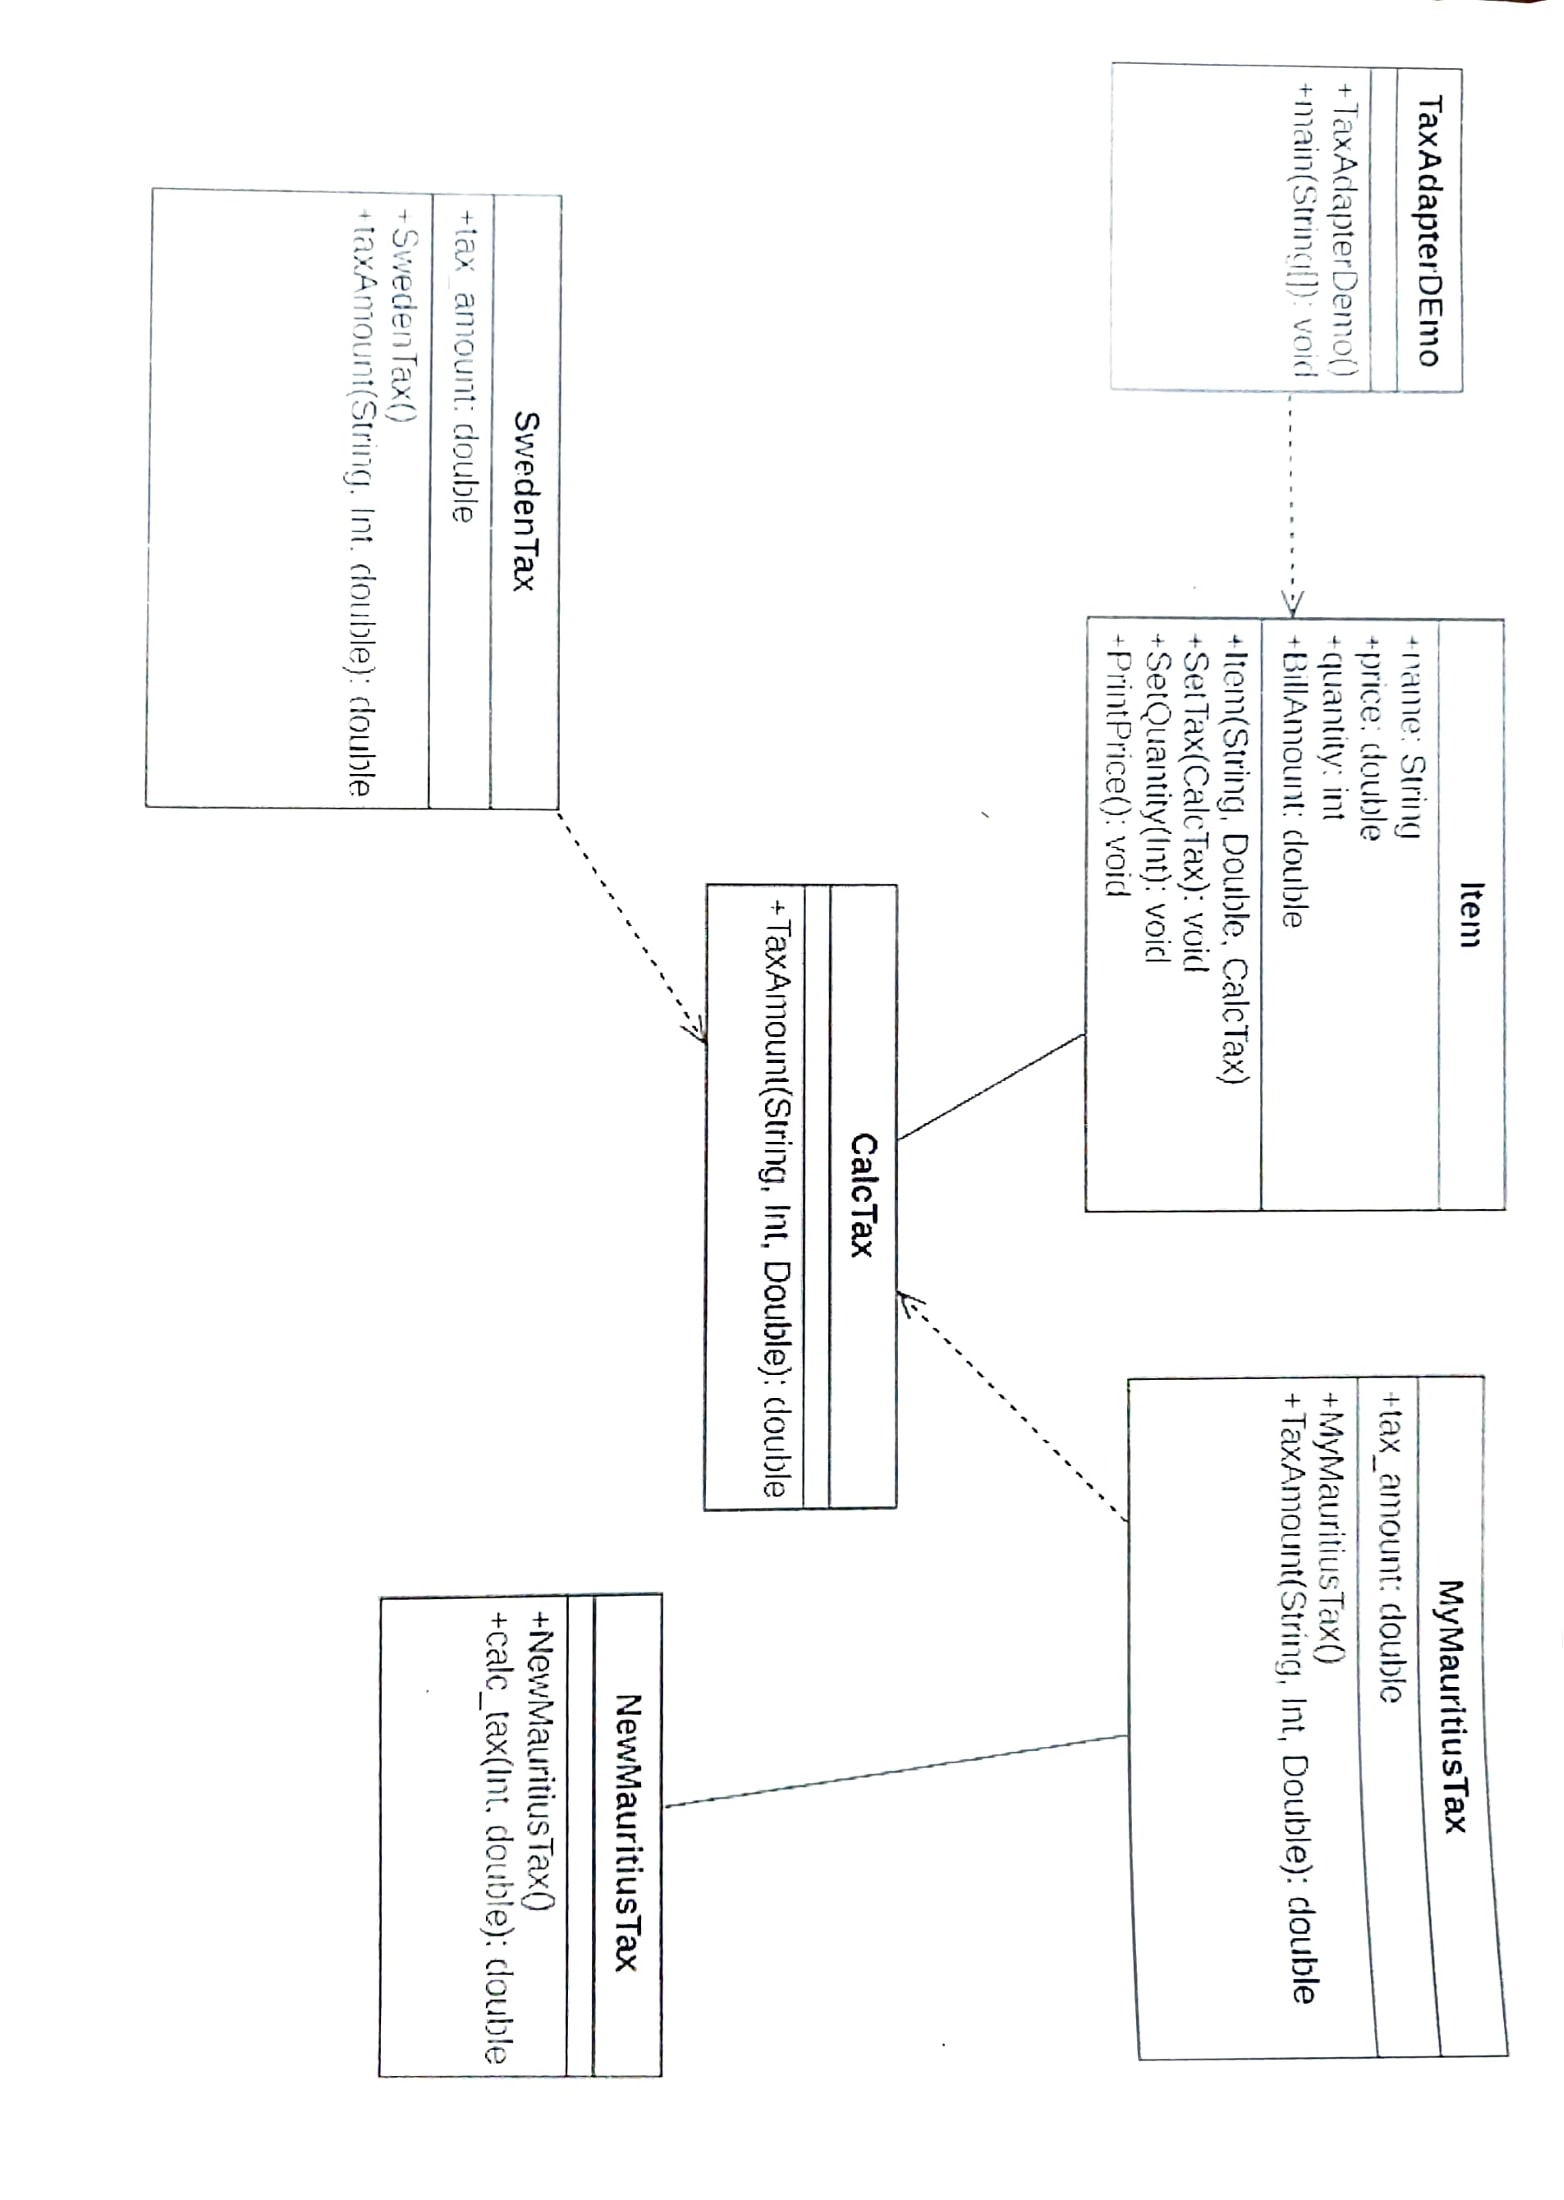 TaxAdapterDEmo
+TaxAdapterDemo()
+main(String[]): void
Item
+name: String
+price: double
+quantity: int
+BillAmount: double
+Item(String, Double, CalcTax)
+SetTax(CalcTax): void
+SetQuantity(Int): void
+PrintPrice(): void
MyMauritiusTax
+tax_amount: double
+MyMauritiusTax()
+TaxAmount(String, Int, Double): double
CalcTax
+TaxAmount(String, Int, Double): double
SwedenTax
+tax_amount: double
+SwedenTax()
+taxAmount(String, Int, double): double
NewMauritiusTax
+NewMauritiusTax()
+calc_tax(Int, double): double